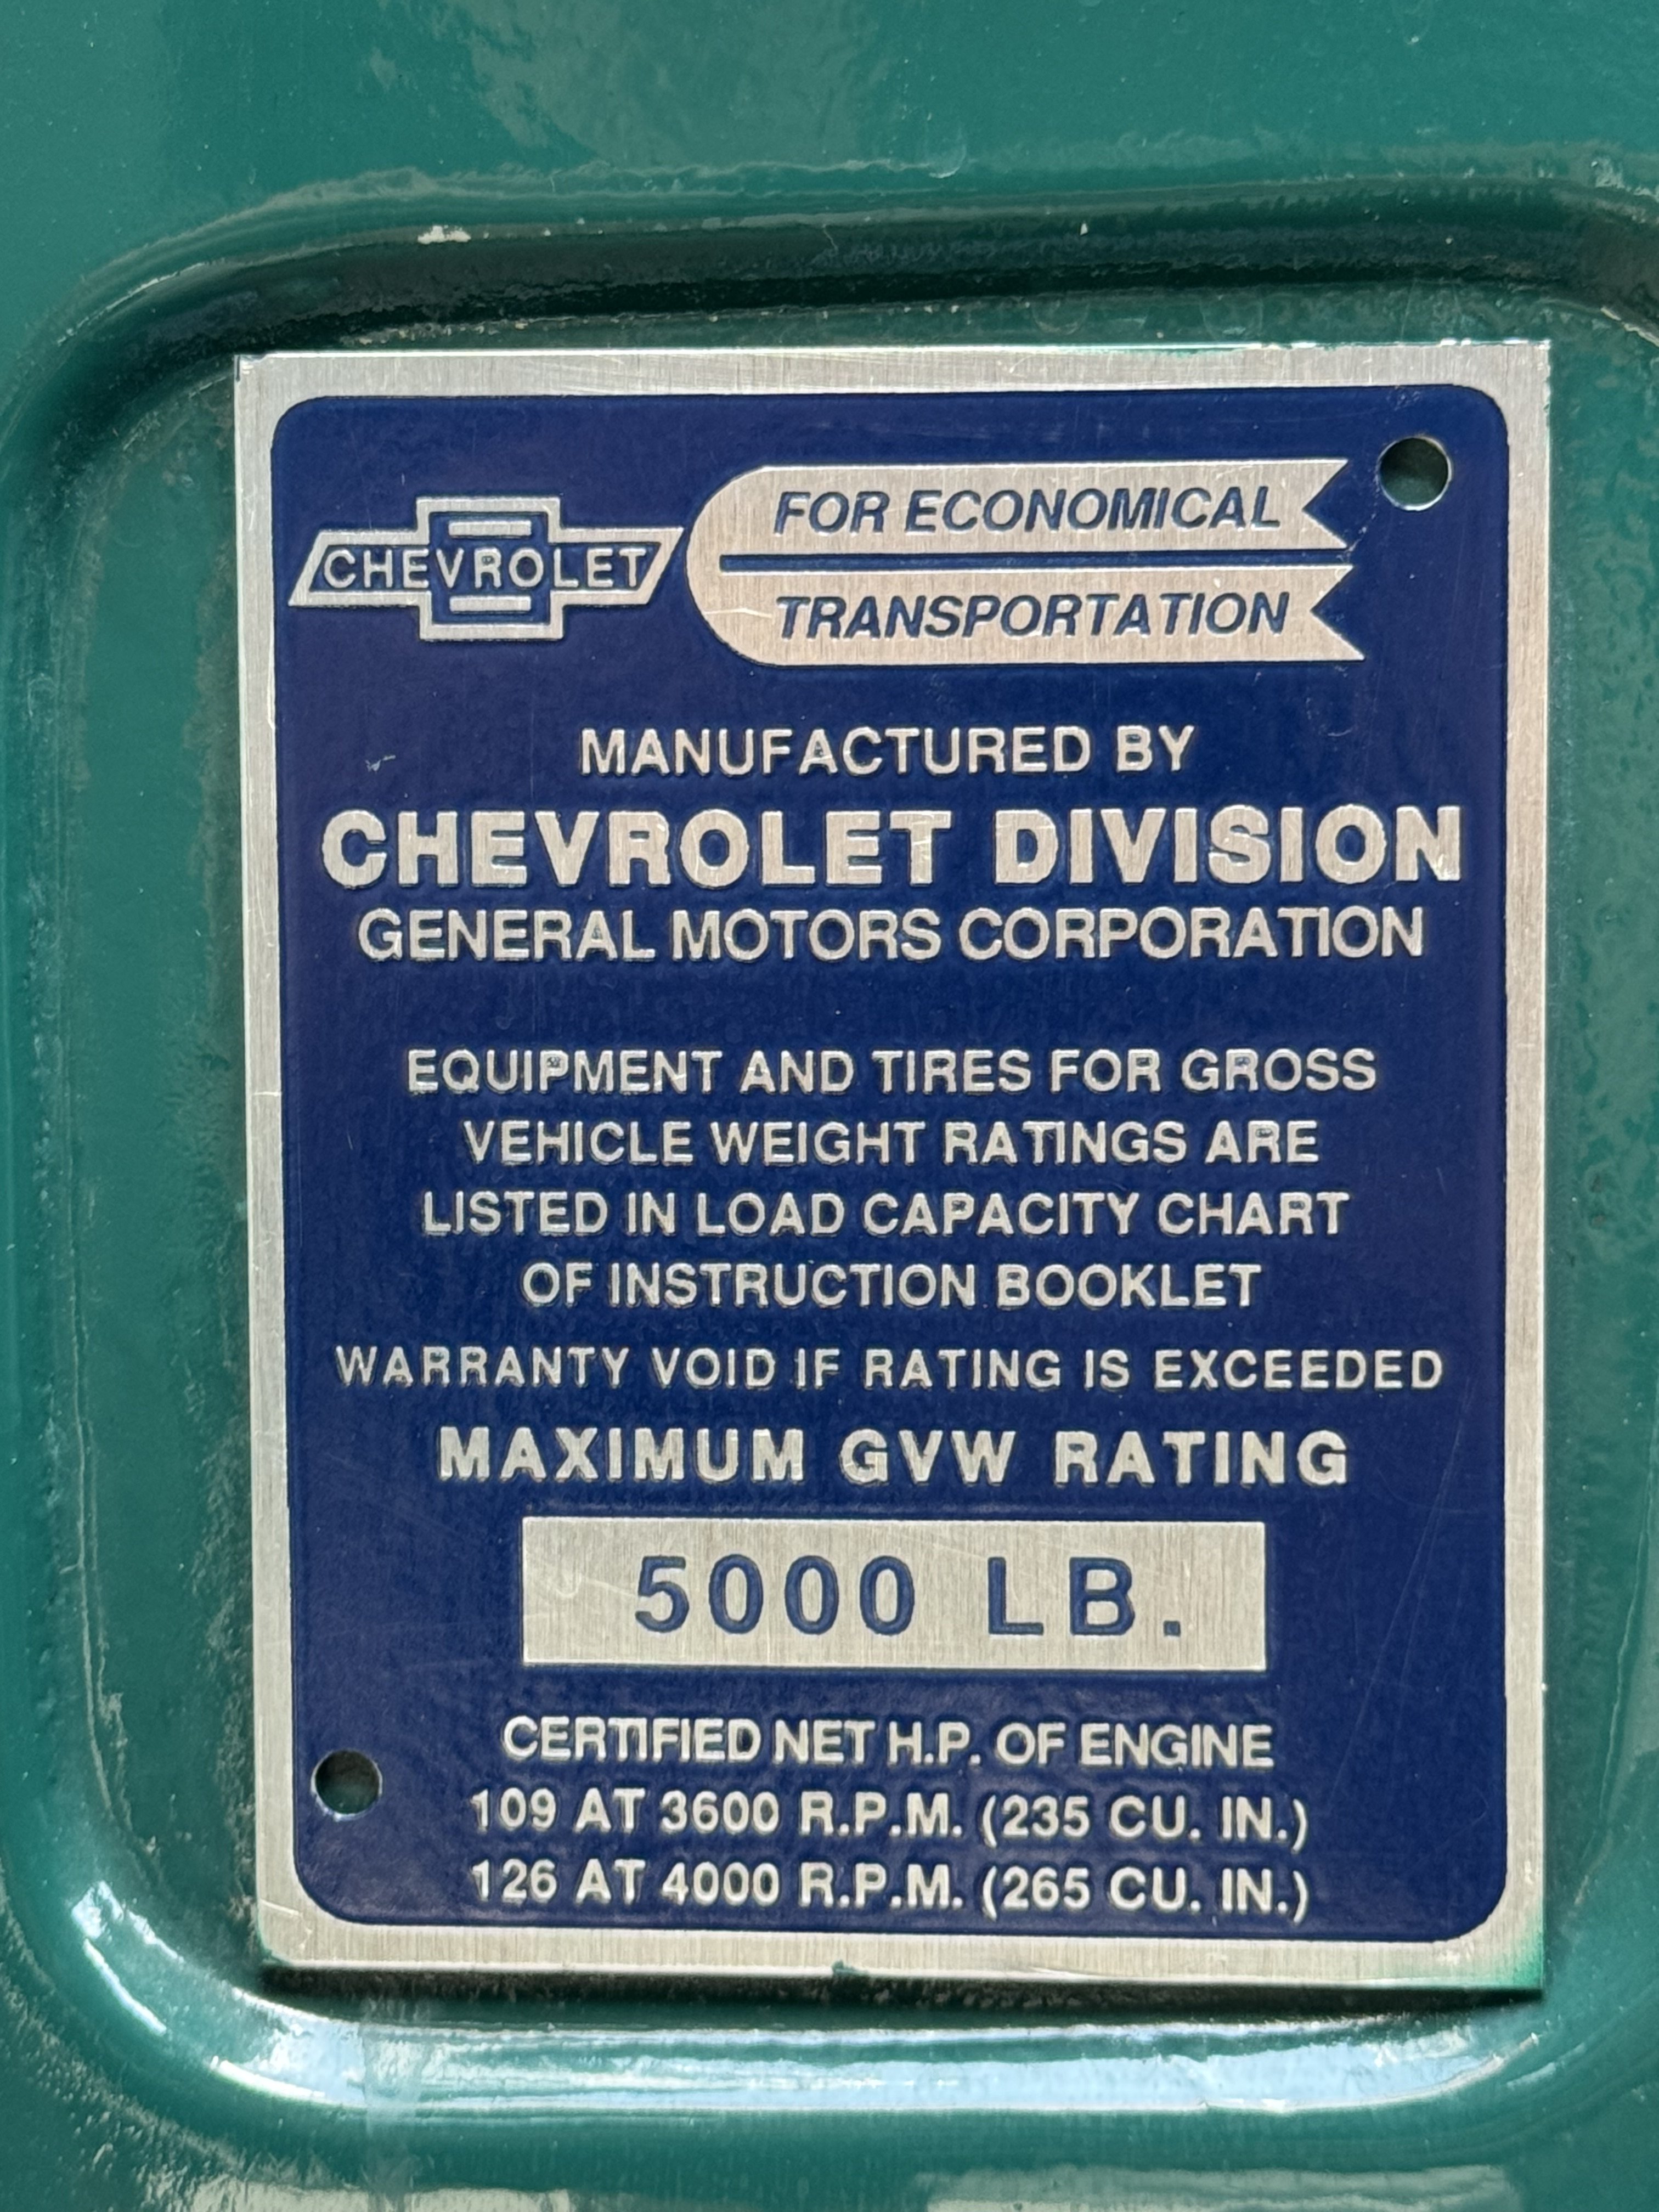 CHEVROLET
FOR ECONOMICAL
TRANSPORTATION
MANUFACTURED BY
CHEVROLET DIVISION
GENERAL MOTORS CORPORATION
EQUIPMENT AND TIRES FOR GROSS
VEHICLE WEIGHT RATINGS ARE
LISTED IN LOAD CAPACITY CHART
OF INSTRUCTION BOOKLET
WARRANTY VOID IF RATING IS EXCEEDED
MAXIMUM GVW RATING
5000 LB.
CERTIFIED NET H.P. OF ENGINE
109 AT 3600 R.P.M. (235 CU. IN.)
126 AT 4000 R.P.M. (265 CU. IN.)